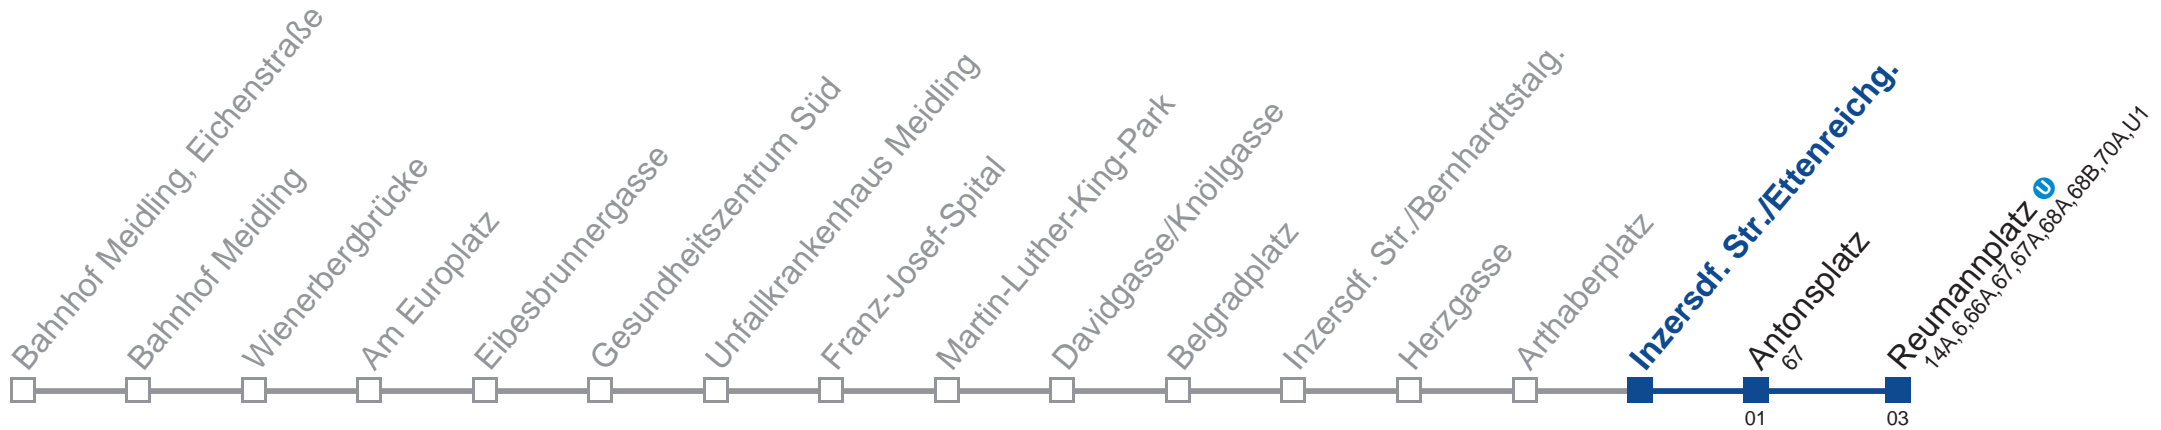 Bahnhof Meidling, Eichenstraße
Bahnhof Meidling
Wienerbergbrücke
Am Europlatz
Eibesbrunnergasse
Gesundheitszentrum Süd
Unfallkrankenhaus Meidling
Franz-Josef-Spital
Martin-Luther-King-Park
Davidgasse/Knöllgasse
Belgradplatz
Inzersdf. Str./Bernhardtstalg.
Herzgasse
Arthaberplatz
Inzersdf. Str./Ettenreichg.
Antonsplatz
67
Reumannplatz U
14A,6,66A,67,67A,68A,68B,70A,U1
01
03